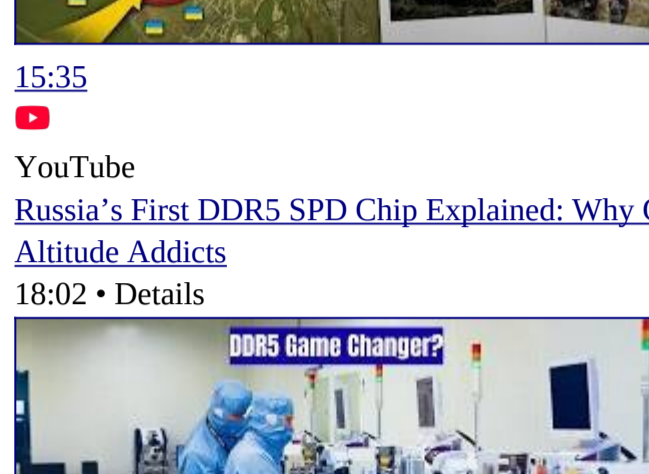 15:35
YouTube
Russia’s First DDR5 SPD Chip Explained: Why
Altitude Addicts
18:02 • Details
DDR5 Game Changer?